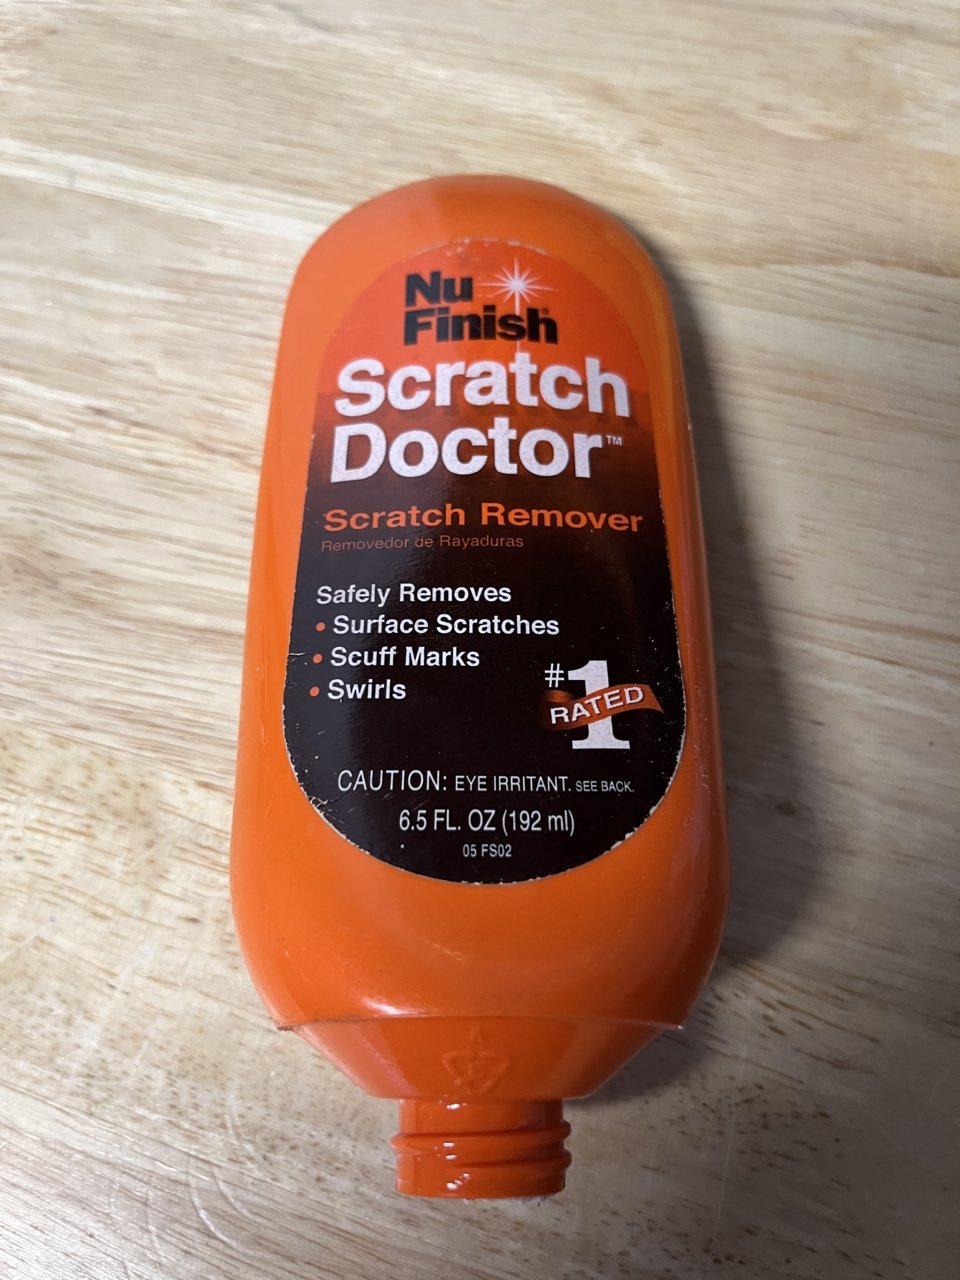 Nu
Finish®
Scratch
Doctor™
Scratch Remover
Removedor de Rayaduras
Safely Removes
• Surface Scratches
• Scuff Marks
• Swirls
#1
RATED
CAUTION: EYE IRRITANT. SEE BACK.
6.5 FL. OZ (192 ml)
05 FS02